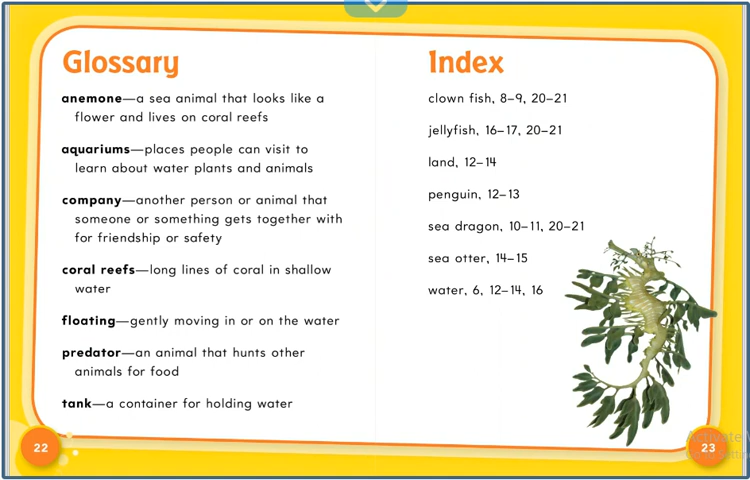 Glossary
anemone—a sea animal that looks like a
flower and lives on coral reefs
aquariums—places people can visit to
learn about water plants and animals
company—another person or animal that
someone or something gets together with
for friendship or safety
coral reefs—long lines of coral in shallow
water
floating—gently moving in or on the water
predator—an animal that hunts other
animals for food
tank—a container for holding water
22
Index
clown fish, 8–9, 20–21
jellyfish, 16–17, 20–21
land, 12–14
penguin, 12–13
sea dragon, 10–11, 20–21
sea otter, 14–15
water, 6, 12–14, 16
Activate
23